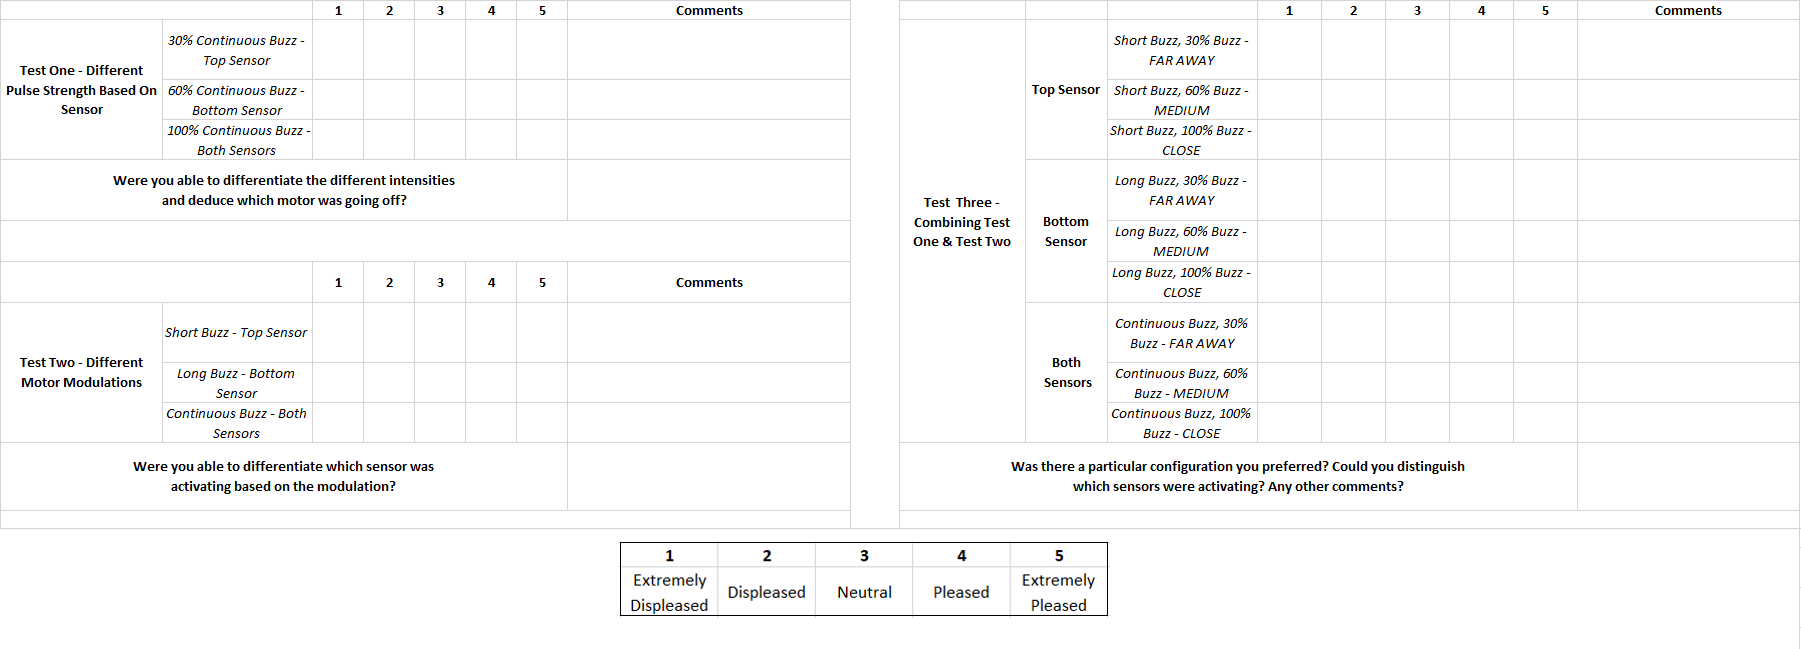 1 2 3 4 5 Comments
Test One - Different
Pulse Strength Based On
Sensor
30% Continuous Buzz -
Top Sensor
60% Continuous Buzz -
Bottom Sensor
100% Continuous Buzz -
Both Sensors
Were you able to differentiate the different intensities
and deduce which motor was going off?
1 2 3 4 5 Comments
Test Two - Different
Motor Modulations
Short Buzz - Top Sensor
Long Buzz - Bottom
Sensor
Continuous Buzz - Both
Sensors
Were you able to differentiate which sensor was
activating based on the modulation?
1 2 3 4 5 Comments
Test Three -
Combining Test
One & Test Two
Top Sensor
Short Buzz, 30% Buzz -
FAR AWAY
Short Buzz, 60% Buzz -
MEDIUM
Short Buzz, 100% Buzz -
CLOSE
Bottom
Sensor
Long Buzz, 30% Buzz -
FAR AWAY
Long Buzz, 60% Buzz -
MEDIUM
Long Buzz, 100% Buzz -
CLOSE
Both
Sensors
Continuous Buzz, 30%
Buzz - FAR AWAY
Continuous Buzz, 60%
Buzz - MEDIUM
Continuous Buzz, 100%
Buzz - CLOSE
Was there a particular configuration you preferred? Could you distinguish
which sensors were activating? Any other comments?
1 2 3 4 5
Extremely
Displeased
Displeased
Neutral
Pleased
Extremely
Pleased